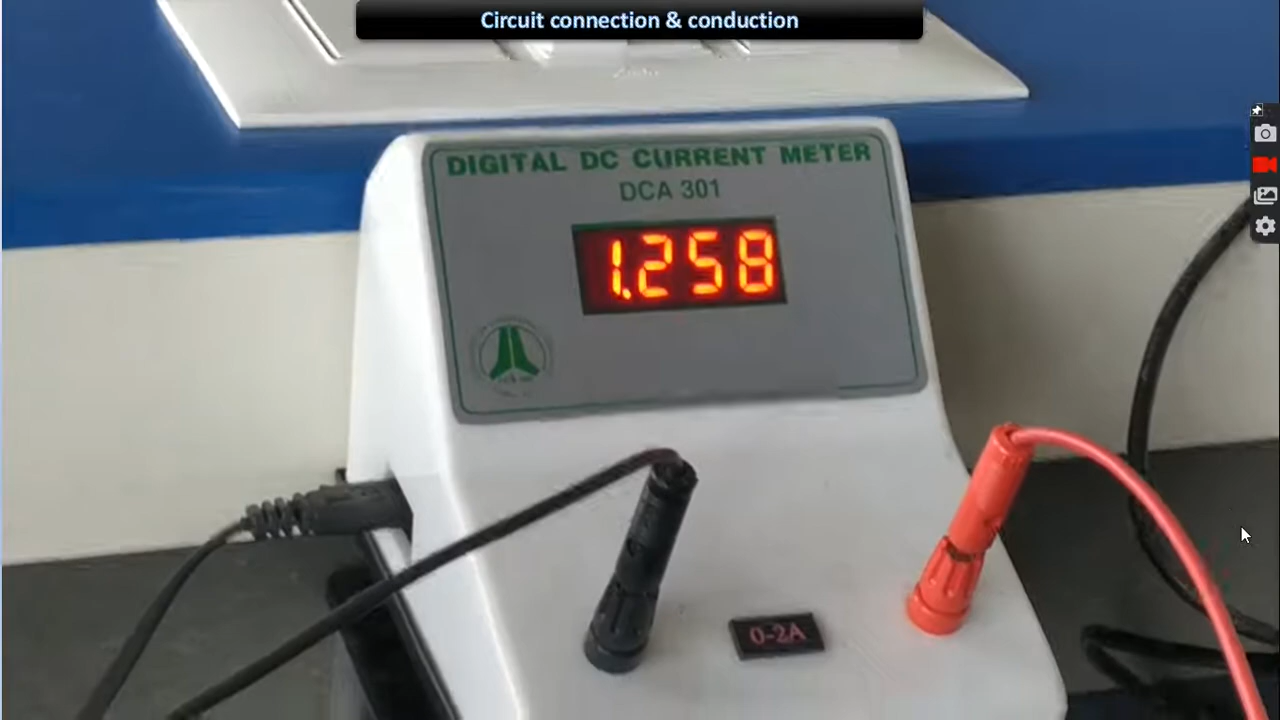 Circuit connection & conduction
DIGITAL DC CURRENT METER
DCA 301
1.258
0-2A